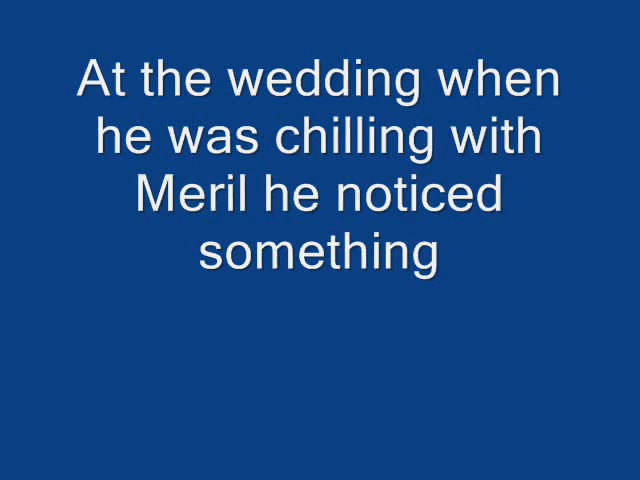 At the wedding when
he was chilling with
Meril he noticed
something